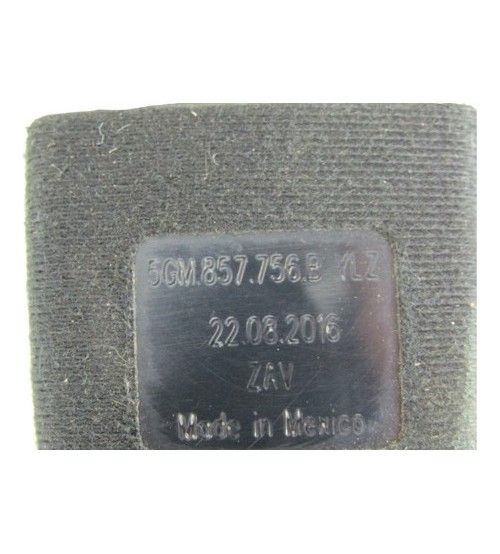 5GM.857.756.B 1LZ
22.08.2016
ZAV
Made in Mexico